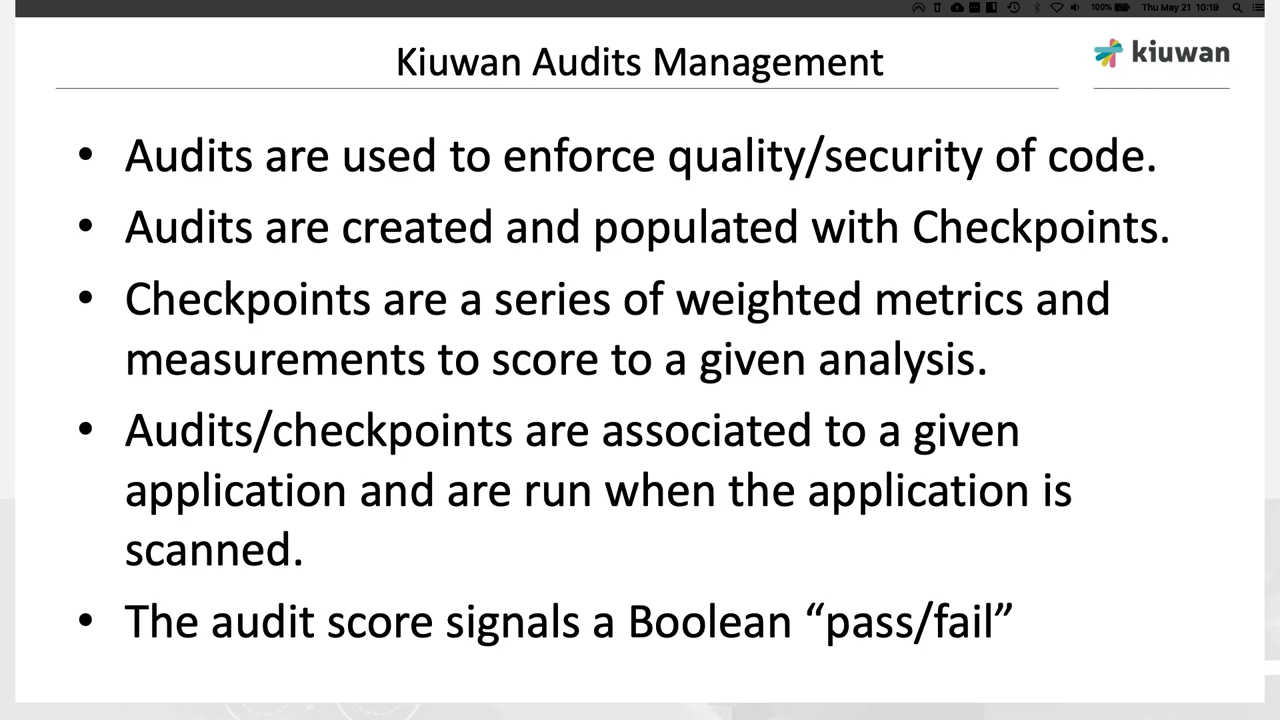 100% Thu May 21 10:19
Kiuwan Audits Management
kiuwan
• Audits are used to enforce quality/security of code.
• Audits are created and populated with Checkpoints.
• Checkpoints are a series of weighted metrics and
measurements to score to a given analysis.
• Audits/checkpoints are associated to a given
application and are run when the application is
scanned.
• The audit score signals a Boolean “pass/fail”